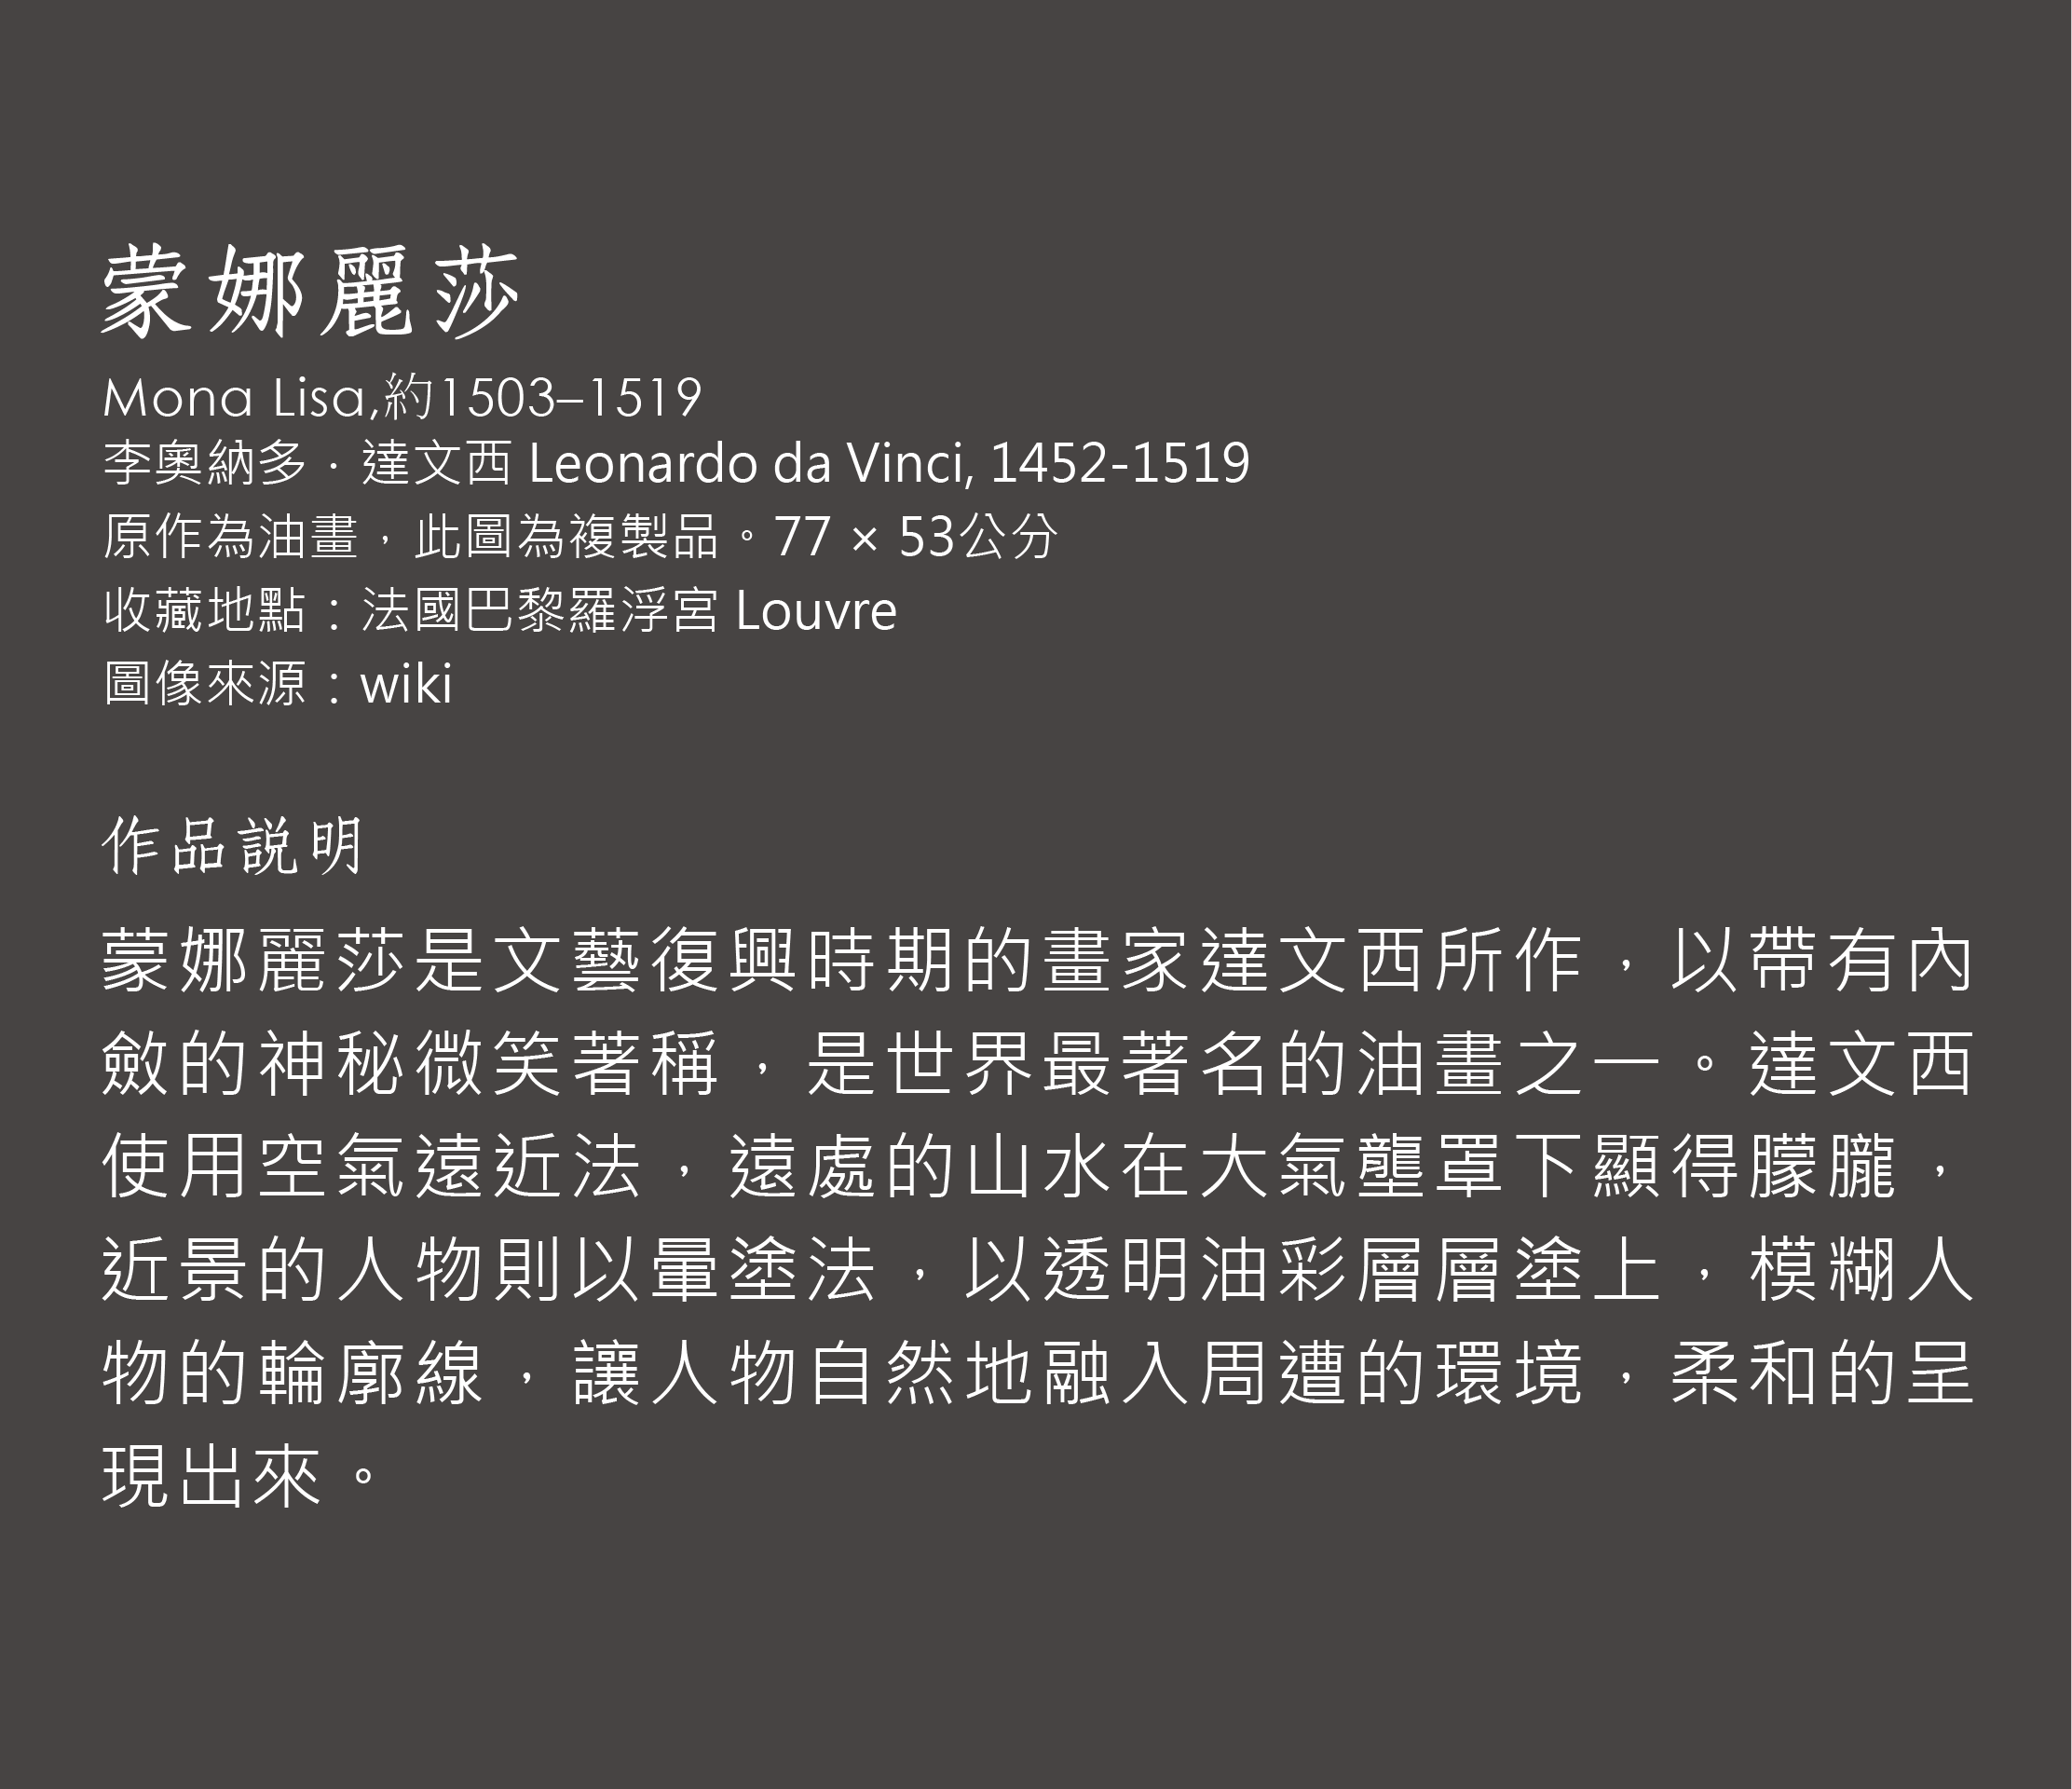 蒙娜麗莎
Mona Lisa,約1503–1519
李奧納多．達文西 Leonardo da Vinci, 1452-1519
原作為油畫，此圖為複製品。77 × 53公分
收藏地點：法國巴黎羅浮宮 Louvre
圖像來源：wiki
作品説明
蒙娜麗莎是文藝復興時期的畫家達文西所作，以帶有內
斂的神秘微笑著稱，是世界最著名的油畫之一。達文西
使用空氣遠近法，遠處的山水在大氣壟罩下顯得朦朧，
近景的人物則以暈塗法，以透明油彩層層塗上，模糊人
物的輪廓線，讓人物自然地融入周遭的環境，柔和的呈
現出來。